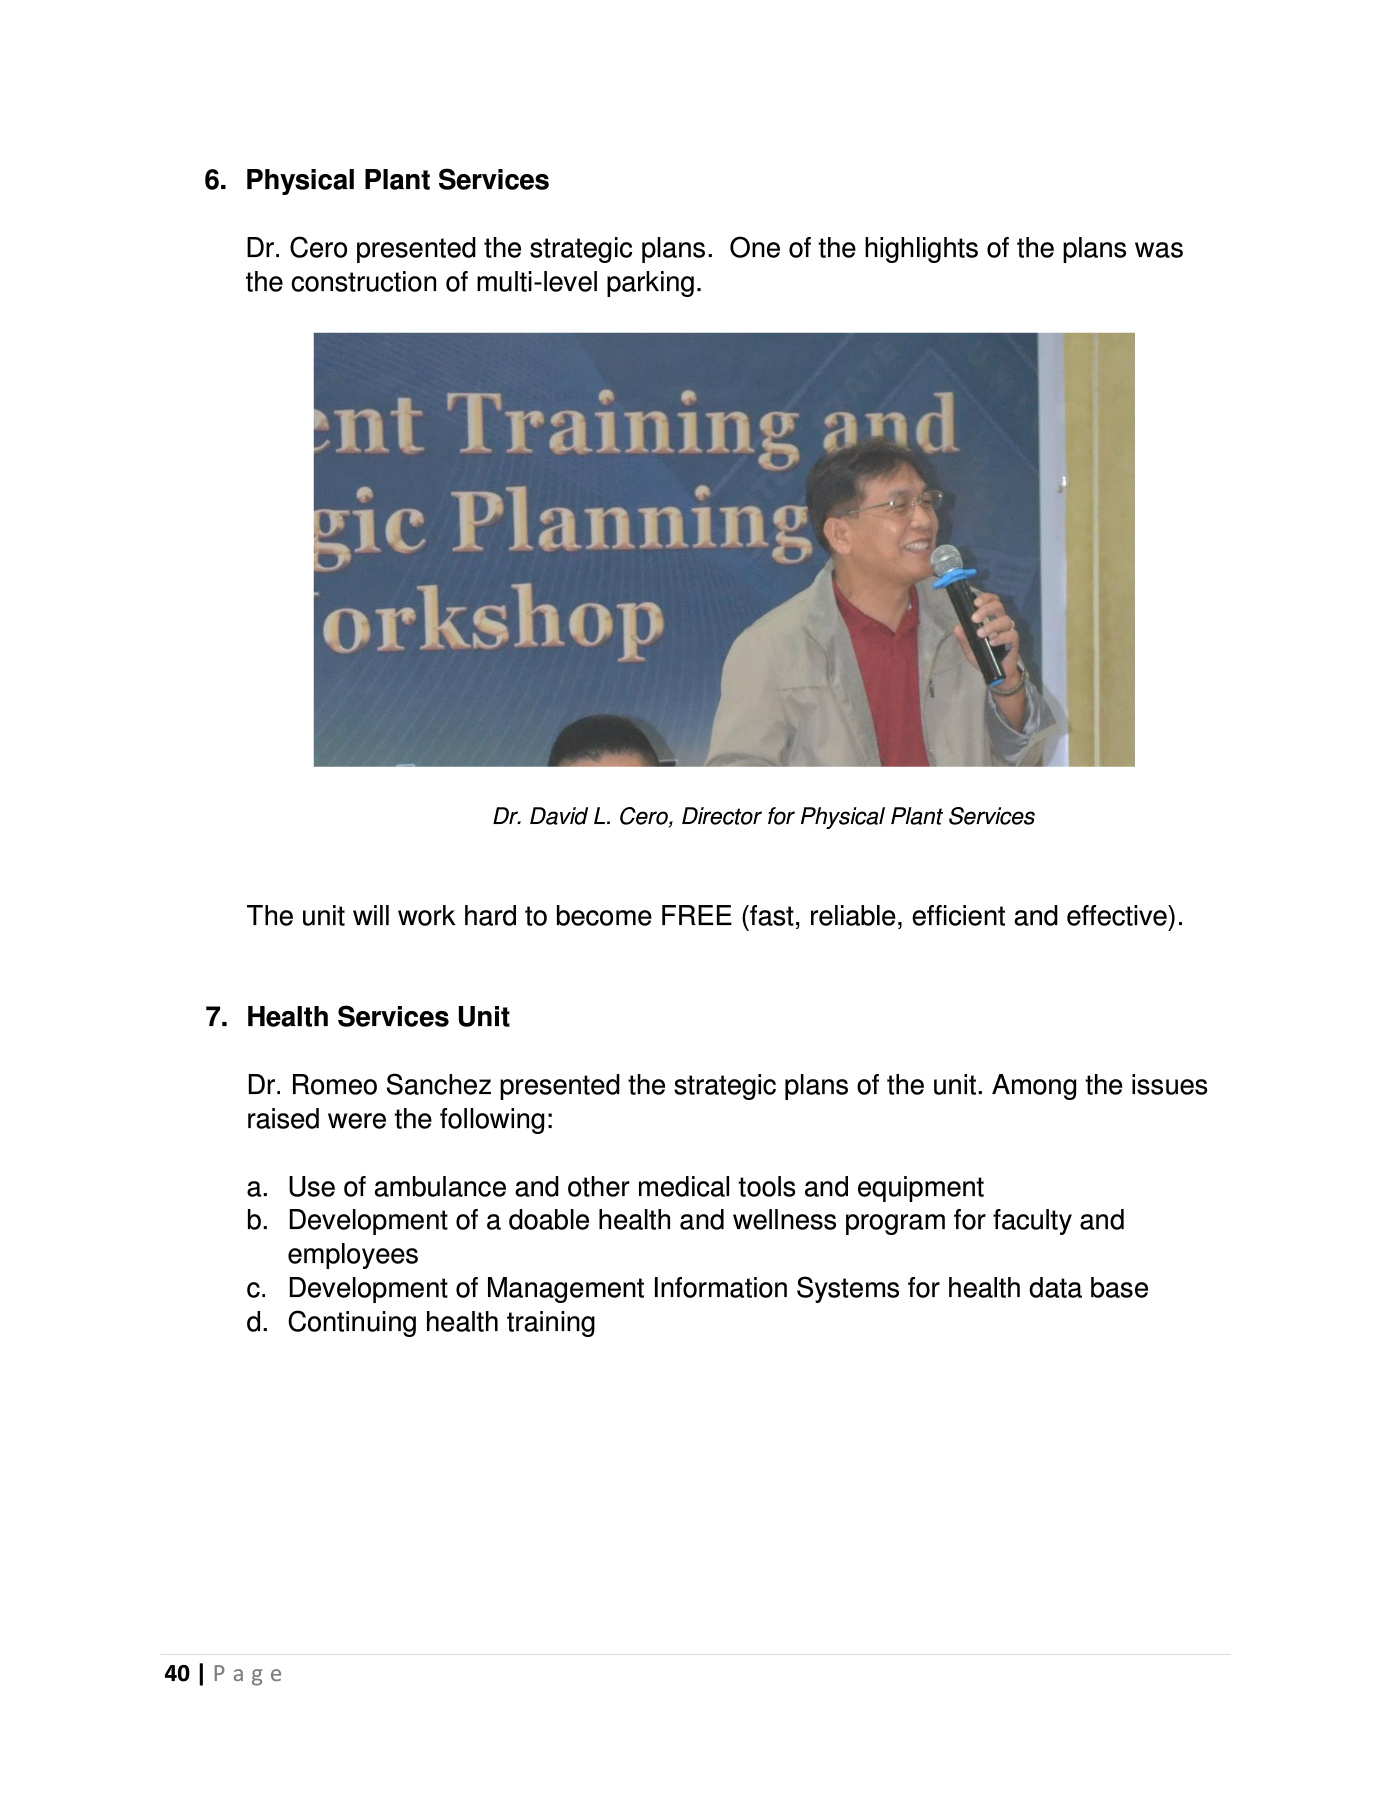 6. Physical Plant Services
Dr. Cero presented the strategic plans.  One of the highlights of the plans was
the construction of multi-level parking.
ent Training and
gic Planning
orkshop
Dr. David L. Cero, Director for Physical Plant Services
The unit will work hard to become FREE (fast, reliable, efficient and effective).
7. Health Services Unit
Dr. Romeo Sanchez presented the strategic plans of the unit. Among the issues
raised were the following:
a. Use of ambulance and other medical tools and equipment
b. Development of a doable health and wellness program for faculty and
employees
c. Development of Management Information Systems for health data base
d. Continuing health training
40 | Page